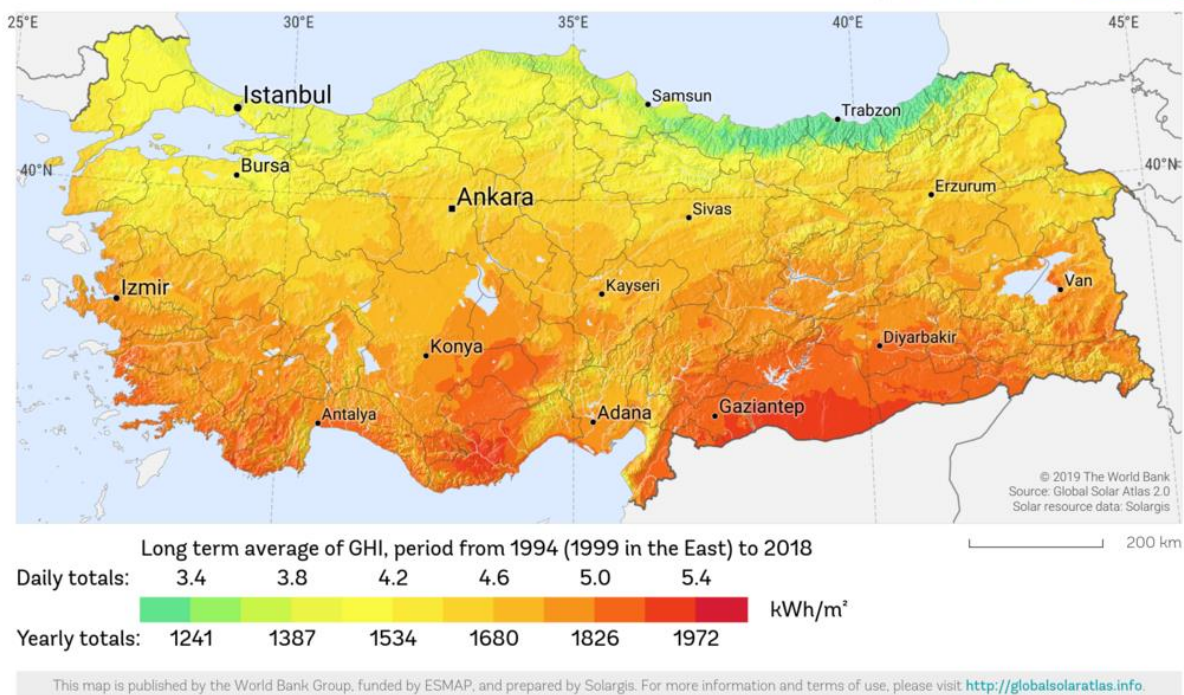 25°E 30°E 35°E 40°E 45°E
Istanbul
Samsun
Trabzon
Bursa
40°N 40°N
Ankara
Erzurum
Sivas
Izmir
Kayseri
Van
Konya
Diyarbakir
Antalya
Adana
Gaziantep
© 2019 The World Bank
Source: Global Solar Atlas 2.0
Solar resource data: Solargis
200 km
Long term average of GHI, period from 1994 (1999 in the East) to 2018
Daily totals: 3.4 3.8 4.2 4.6 5.0 5.4
kWh/m²
Yearly totals: 1241 1387 1534 1680 1826 1972
This map is published by the World Bank Group, funded by ESMAP, and prepared by Solargis. For more information and terms of use, please visit http://globalsolaratlas.info.